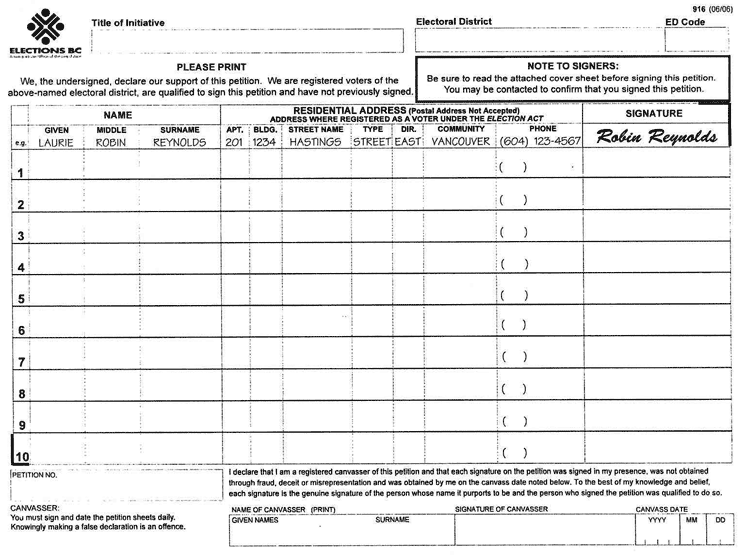 916 (06/06)
Title of Initiative
Electoral District
ED Code
ELECTIONS BC
PLEASE PRINT
We, the undersigned, declare our support of this petition. We are registered voters of the
above-named electoral district, are qualified to sign this petition and have not previously signed.
NOTE TO SIGNERS:
Be sure to read the attached cover sheet before signing this petition.
You may be contacted to confirm that you signed this petition.
NAME
RESIDENTIAL ADDRESS (Postal Address Not Accepted)
ADDRESS WHERE REGISTERED AS A VOTER UNDER THE ELECTION ACT
SIGNATURE
GIVEN MIDDLE SURNAME APT. BLDG. STREET NAME TYPE DIR. COMMUNITY PHONE
e.g. LAURIE ROBIN REYNOLDS 201 1234 HASTINGS STREET EAST VANCOUVER (604) 123-4567 Robin Reynolds
1 ( )
2 ( )
3 ( )
4 ( )
5 ( )
6 ( )
7 ( )
8 ( )
9 ( )
10 ( )
PETITION NO.
I declare that I am a registered canvasser of this petition and that each signature on the petition was signed in my presence, was not obtained
through fraud, deceit or misrepresentation and was obtained by me on the canvass date noted below. To the best of my knowledge and belief,
each signature is the genuine signature of the person whose name it purports to be and the person who signed the petition was qualified to do so.
CANVASSER:
You must sign and date the petition sheets daily.
Knowingly making a false declaration is an offence.
NAME OF CANVASSER (PRINT) SIGNATURE OF CANVASSER CANVASS DATE
GIVEN NAMES SURNAME YYYY MM DD